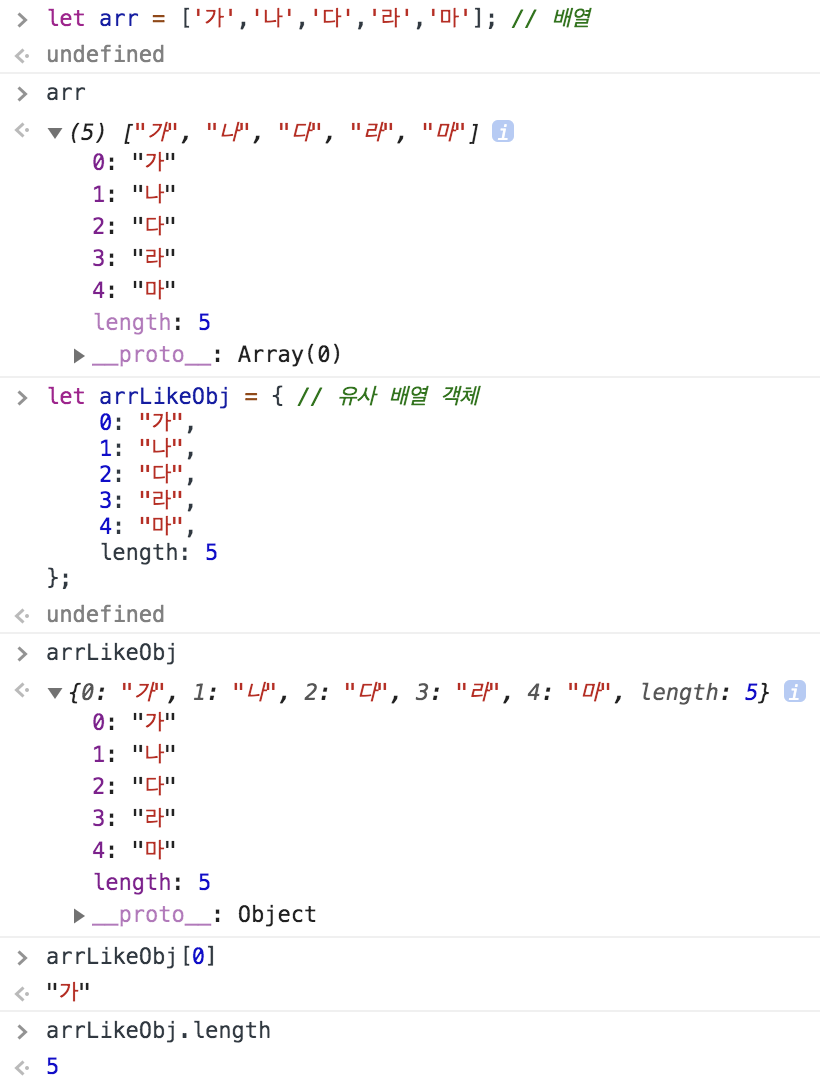 > let arr = ['가','나','다','라','마']; // 배열
<· undefined
> arr
<· ▼(5) ["가", "나", "다", "라", "마"] i
0: "가"
1: "나"
2: "다"
3: "라"
4: "마"
length: 5
▶__proto__: Array(0)
> let arrLikeObj = { // 유사 배열 객체
0: "가",
1: "나",
2: "다",
3: "라",
4: "마",
length: 5
};
<· undefined
> arrLikeObj
<· ▼{0: "가", 1: "나", 2: "다", 3: "라", 4: "마", length: 5} i
0: "가"
1: "나"
2: "다"
3: "라"
4: "마"
length: 5
▶__proto__: Object
> arrLikeObj[0]
<· "가"
> arrLikeObj.length
<· 5